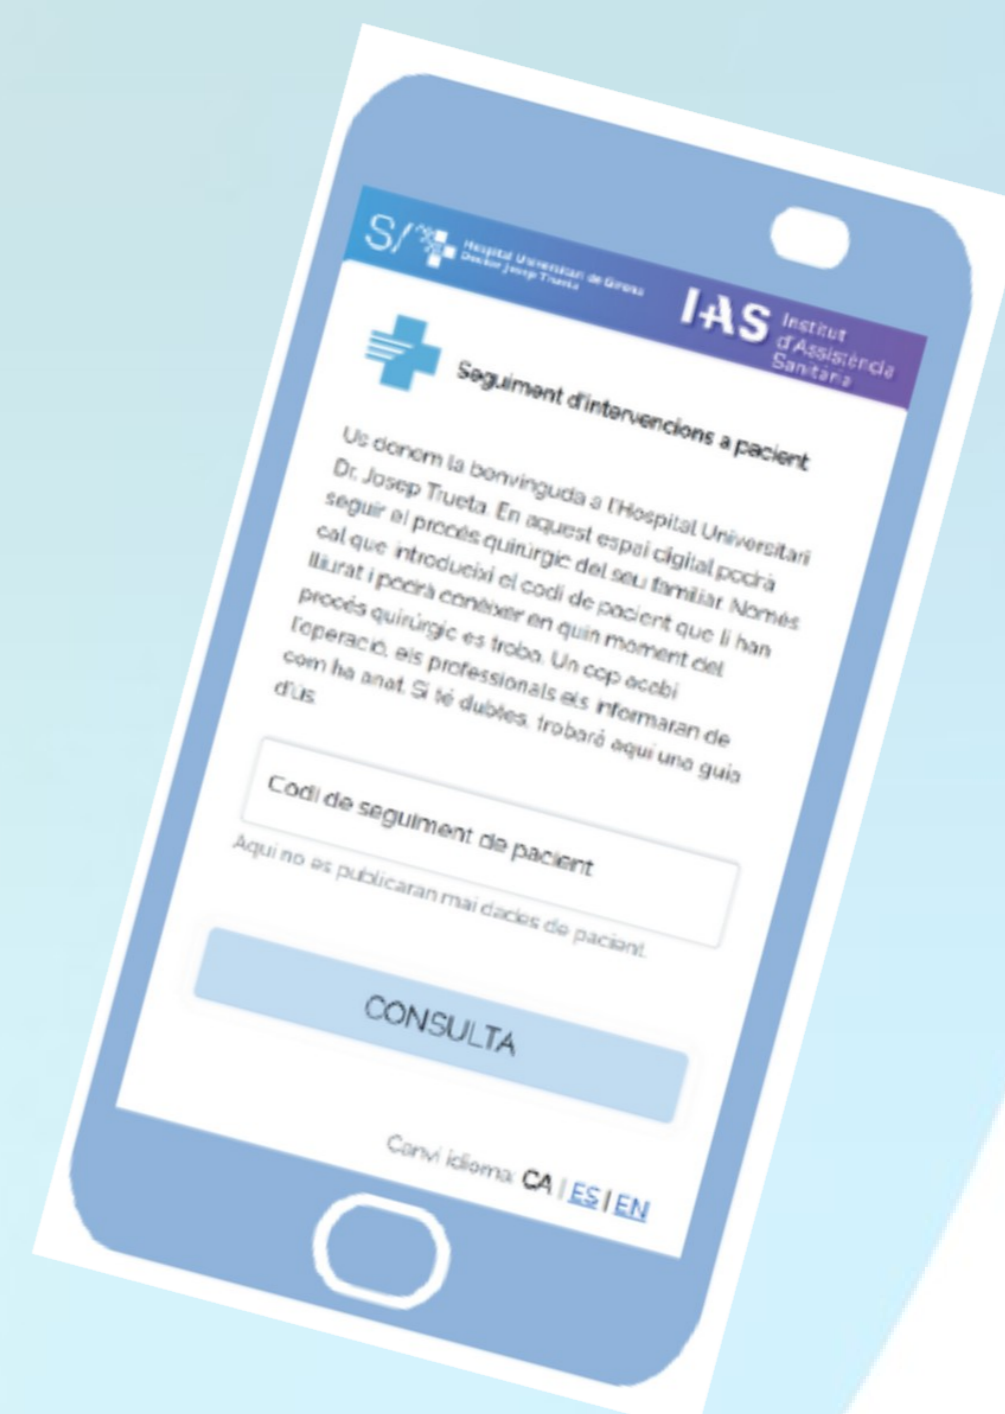 S/
Hospital Universitari de Girona
Doctor Josep Trueta
IAS
Institut
d'Assistència
Sanitària
Seguiment d'intervencions a pacient
Us donem la benvinguda a l'Hospital Universitari
Dr. Josep Trueta. En aquest espai digital podrà
seguir el procés quirúrgic del seu familiar. Només
cal que introdueixi el codi de pacient que li han
lliurat i podrà conèixer en quin moment del
procés quirúrgic es troba. Un cop acabi
l'operació, els professionals els informaran de
com ha anat. Si té dubtes, trobarà aquí una guia
d'ús.
Codi de seguiment de pacient
Aquí no es publicaran mai dades de pacient.
CONSULTA
Canvi idioma: CA | ES | EN